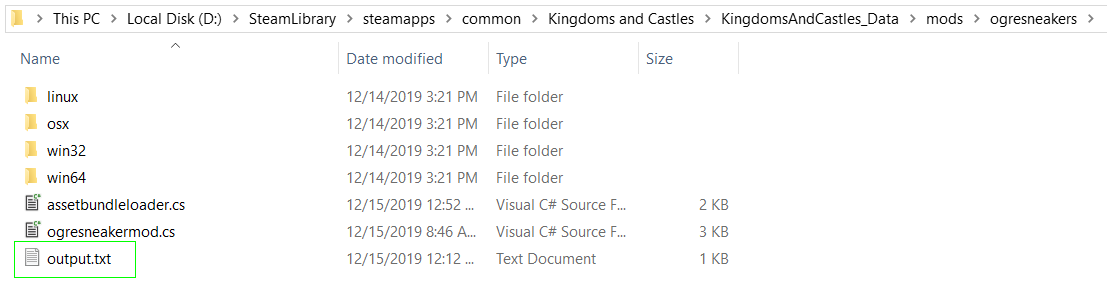 This PC > Local Disk (D:) > SteamLibrary > steamapps > common > Kingdoms and Castles > KingdomsAndCastles_Data > mods > ogresneakers >
Name Date modified Type Size
linux 12/14/2019 3:21 PM File folder
osx 12/14/2019 3:21 PM File folder
win32 12/14/2019 3:21 PM File folder
win64 12/14/2019 3:21 PM File folder
assetbundleloader.cs 12/15/2019 12:52 ... Visual C# Source F... 2 KB
ogresneakermod.cs 12/15/2019 8:46 A... Visual C# Source F... 3 KB
output.txt 12/15/2019 12:12 ... Text Document 1 KB